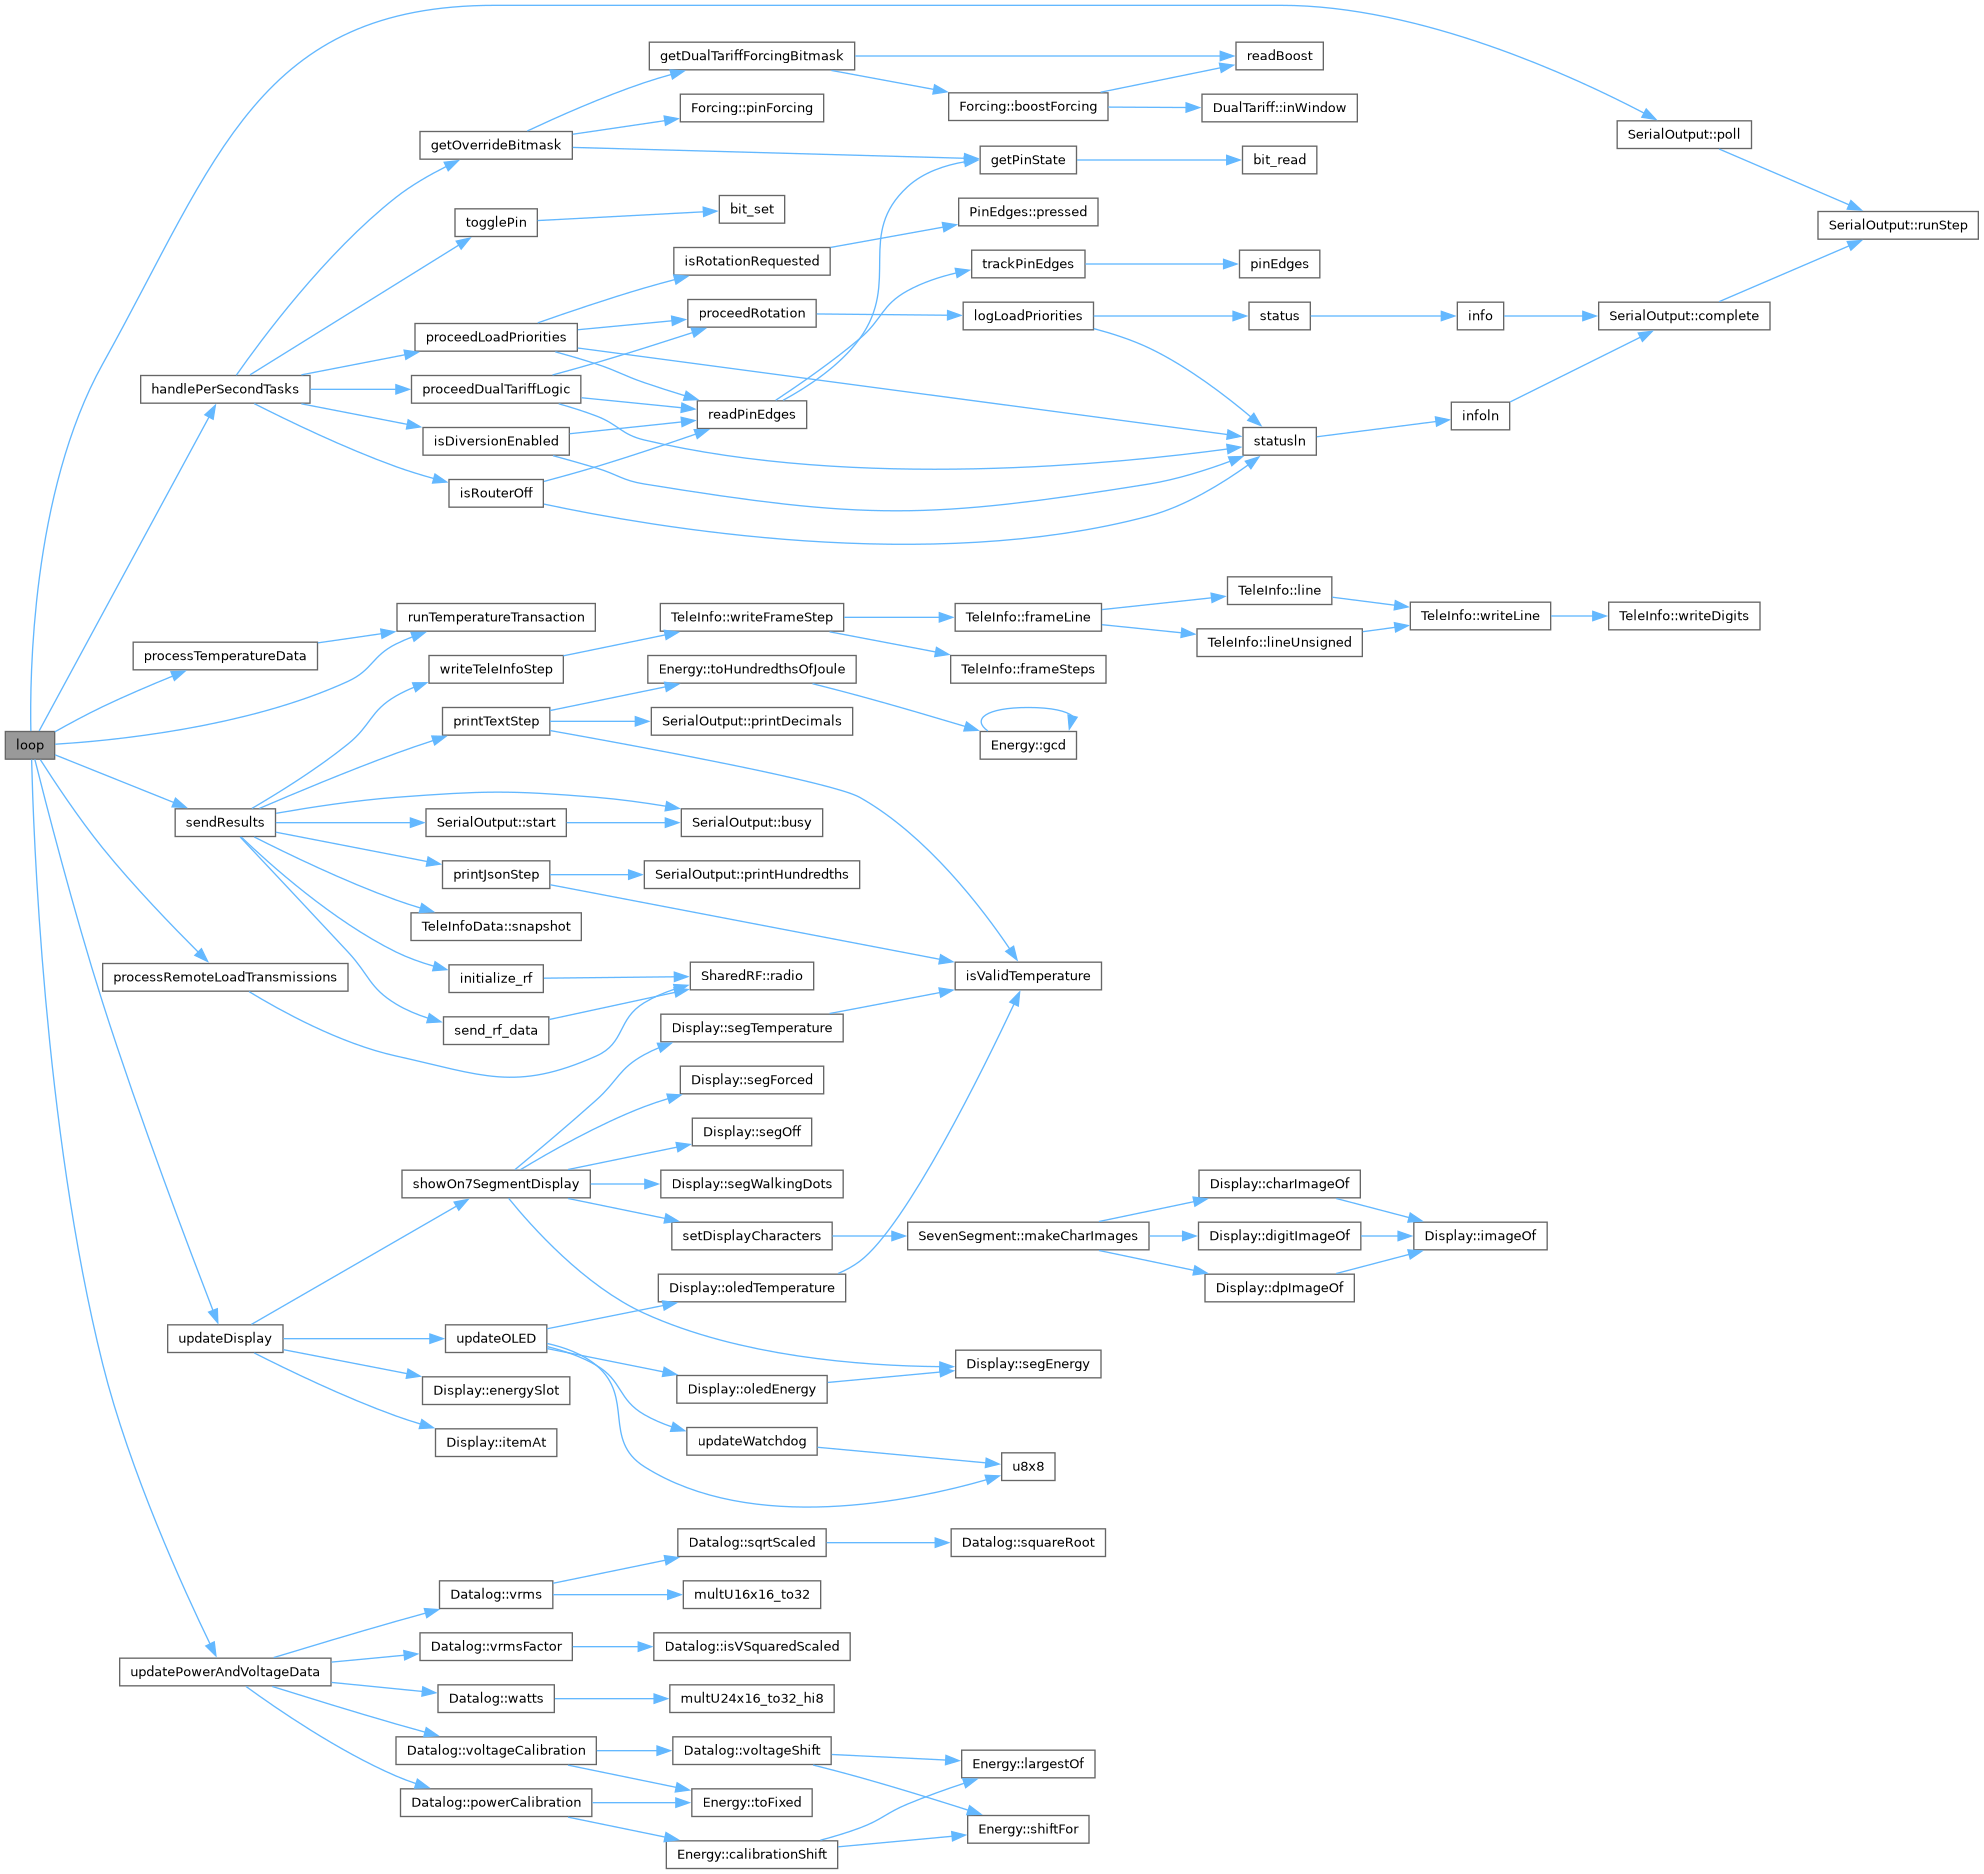 loop
handlePerSecondTasks
getOverrideBitmask
getDualTariffForcingBitmask
readBoost
Forcing::boostForcing
DualTariff::inWindow
Forcing::pinForcing
getPinState
bit_read
togglePin
bit_set
proceedLoadPriorities
isRotationRequested
PinEdges::pressed
proceedRotation
logLoadPriorities
status
info
SerialOutput::complete
SerialOutput::runStep
SerialOutput::poll
statusln
infoln
readPinEdges
trackPinEdges
pinEdges
proceedDualTariffLogic
isDiversionEnabled
isRouterOff
processTemperatureData
runTemperatureTransaction
sendResults
writeTeleInfoStep
TeleInfo::writeFrameStep
TeleInfo::frameLine
TeleInfo::line
TeleInfo::lineUnsigned
TeleInfo::writeLine
TeleInfo::writeDigits
TeleInfo::frameSteps
printTextStep
Energy::toHundredthsOfJoule
Energy::gcd
SerialOutput::printDecimals
SerialOutput::start
SerialOutput::busy
printJsonStep
SerialOutput::printHundredths
isValidTemperature
TeleInfoData::snapshot
initialize_rf
send_rf_data
SharedRF::radio
processRemoteLoadTransmissions
updateDisplay
showOn7SegmentDisplay
Display::segTemperature
Display::segForced
Display::segOff
Display::segWalkingDots
setDisplayCharacters
SevenSegment::makeCharImages
Display::charImageOf
Display::digitImageOf
Display::dpImageOf
Display::imageOf
updateOLED
Display::oledTemperature
Display::oledEnergy
Display::segEnergy
updateWatchdog
u8x8
Display::energySlot
Display::itemAt
updatePowerAndVoltageData
Datalog::vrms
Datalog::sqrtScaled
Datalog::squareRoot
multU16x16_to32
Datalog::vrmsFactor
Datalog::isVSquaredScaled
Datalog::watts
multU24x16_to32_hi8
Datalog::voltageCalibration
Datalog::voltageShift
Energy::largestOf
Energy::toFixed
Energy::shiftFor
Datalog::powerCalibration
Energy::calibrationShift